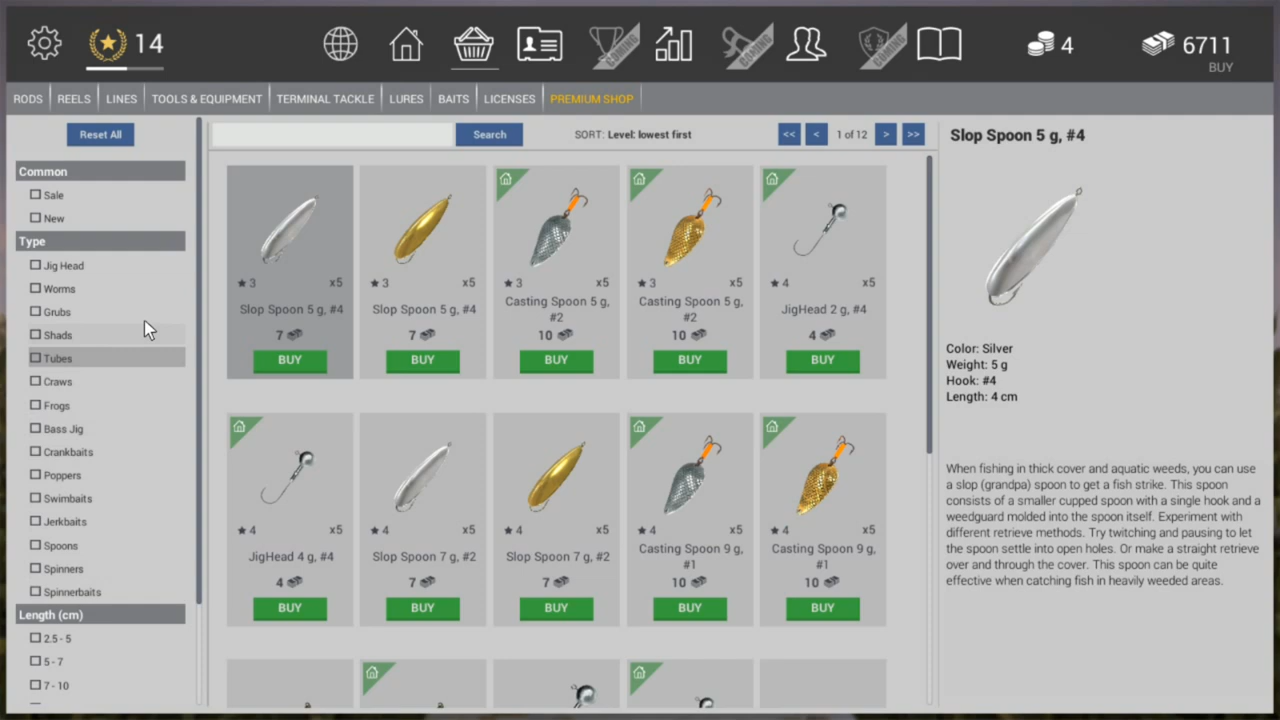 14
COMING
COMING
COMING
4
6711
BUY
RODS
REELS
LINES
TOOLS & EQUIPMENT
TERMINAL TACKLE
LURES
BAITS
LICENSES
PREMIUM SHOP
Reset All
Common
Sale
New
Type
Jig Head
Worms
Grubs
Shads
Tubes
Craws
Frogs
Bass Jig
Crankbaits
Poppers
Swimbaits
Jerkbaits
Spoons
Spinners
Spinnerbaits
Length (cm)
2.5 - 5
5 - 7
7 - 10
Search
SORT: Level: lowest first
<<
<
1 of 12
>
>>
3 x5
Slop Spoon 5 g, #4
7
BUY
3 x5
Slop Spoon 5 g, #4
7
BUY
3 x5
Casting Spoon 5 g,
#2
10
BUY
3 x5
Casting Spoon 5 g,
#2
10
BUY
4 x5
JigHead 2 g, #4
4
BUY
4 x5
JigHead 4 g, #4
4
BUY
4 x5
Slop Spoon 7 g, #2
7
BUY
4 x5
Slop Spoon 7 g, #2
7
BUY
4 x5
Casting Spoon 9 g,
#1
10
BUY
4 x5
Casting Spoon 9 g,
#1
10
BUY
Slop Spoon 5 g, #4
Color: Silver
Weight: 5 g
Hook: #4
Length: 4 cm
When fishing in thick cover and aquatic weeds, you can use
a slop (grandpa) spoon to get a fish strike. This spoon
consists of a smaller cupped spoon with a single hook and a
weedguard molded into the spoon itself. Experiment with
different retrieve methods. Try twitching and pausing to let
the spoon settle into open holes. Or make a straight retrieve
over and through the cover. This spoon can be quite
effective when catching fish in heavily weeded areas.